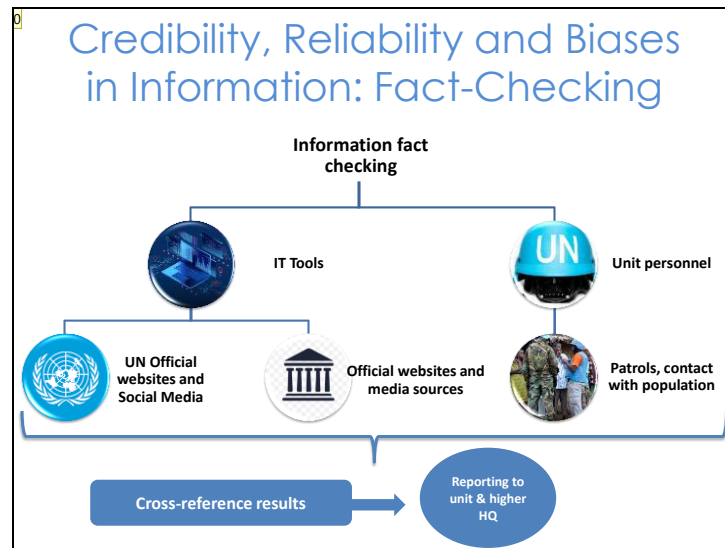 0
Credibility, Reliability and Biases
in Information: Fact-Checking
Information fact
checking
IT Tools
UN
Unit personnel
UN Official
websites and
Social Media
Official websites and
media sources
Patrols, contact
with population
Cross-reference results
Reporting to
unit & higher
HQ